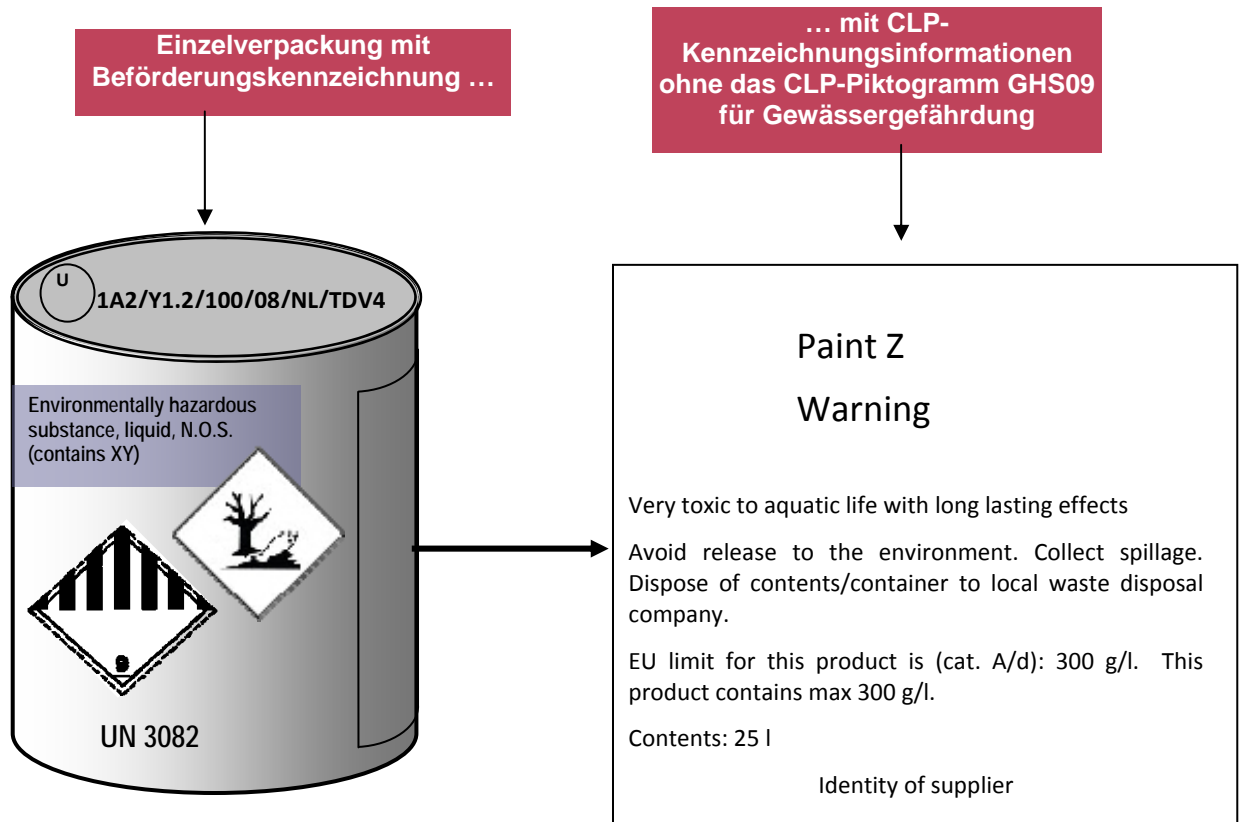 Einzelverpackung mit
Beförderungskennzeichnung …
… mit CLP-
Kennzeichnungsinformationen
ohne das CLP-Piktogramm GHS09
für Gewässergefährdung
U
1A2/Y1.2/100/08/NL/TDV4
Environmentally hazardous
substance, liquid, N.O.S.
(contains XY)
9
UN 3082
Paint Z
Warning
Very toxic to aquatic life with long lasting effects
Avoid release to the environment. Collect spillage.
Dispose of contents/container to local waste disposal
company.
EU limit for this product is (cat. A/d): 300 g/l. This
product contains max 300 g/l.
Contents: 25 l
Identity of supplier